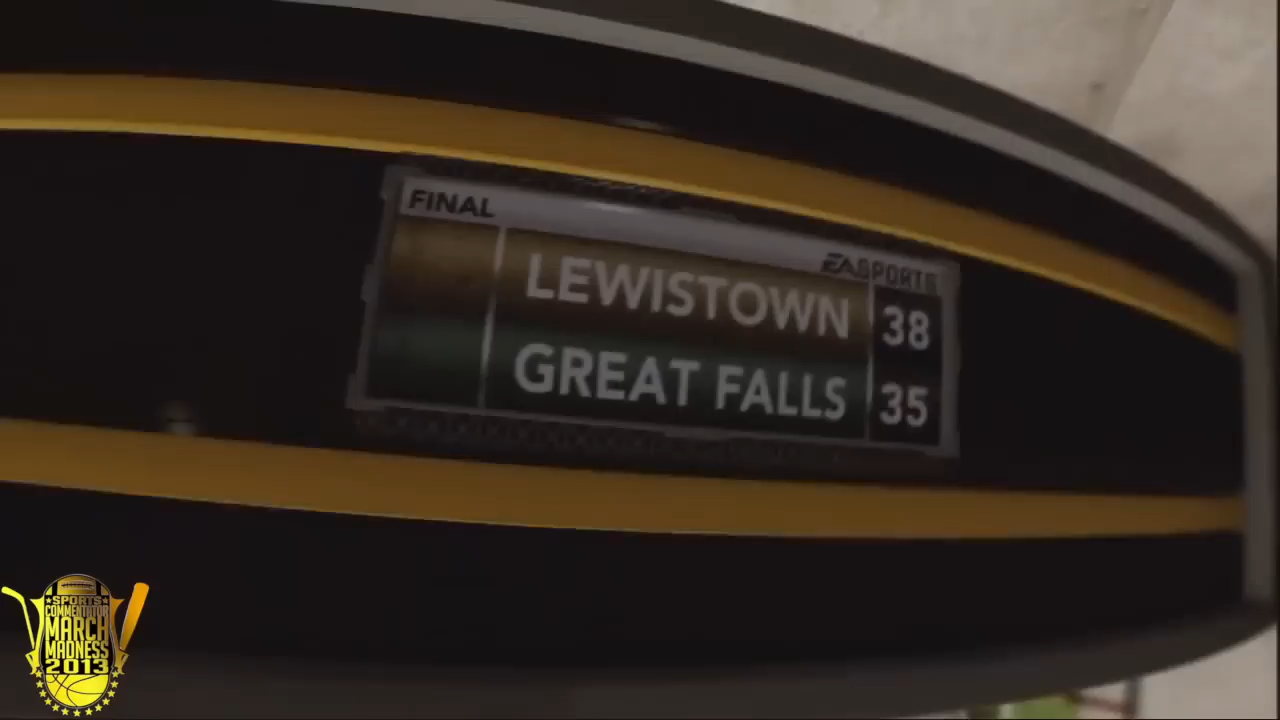 FINAL
EA SPORTS
LEWISTOWN 38
GREAT FALLS 35
SPORTS
COMMENTATOR
MARCH
MADNESS
2013